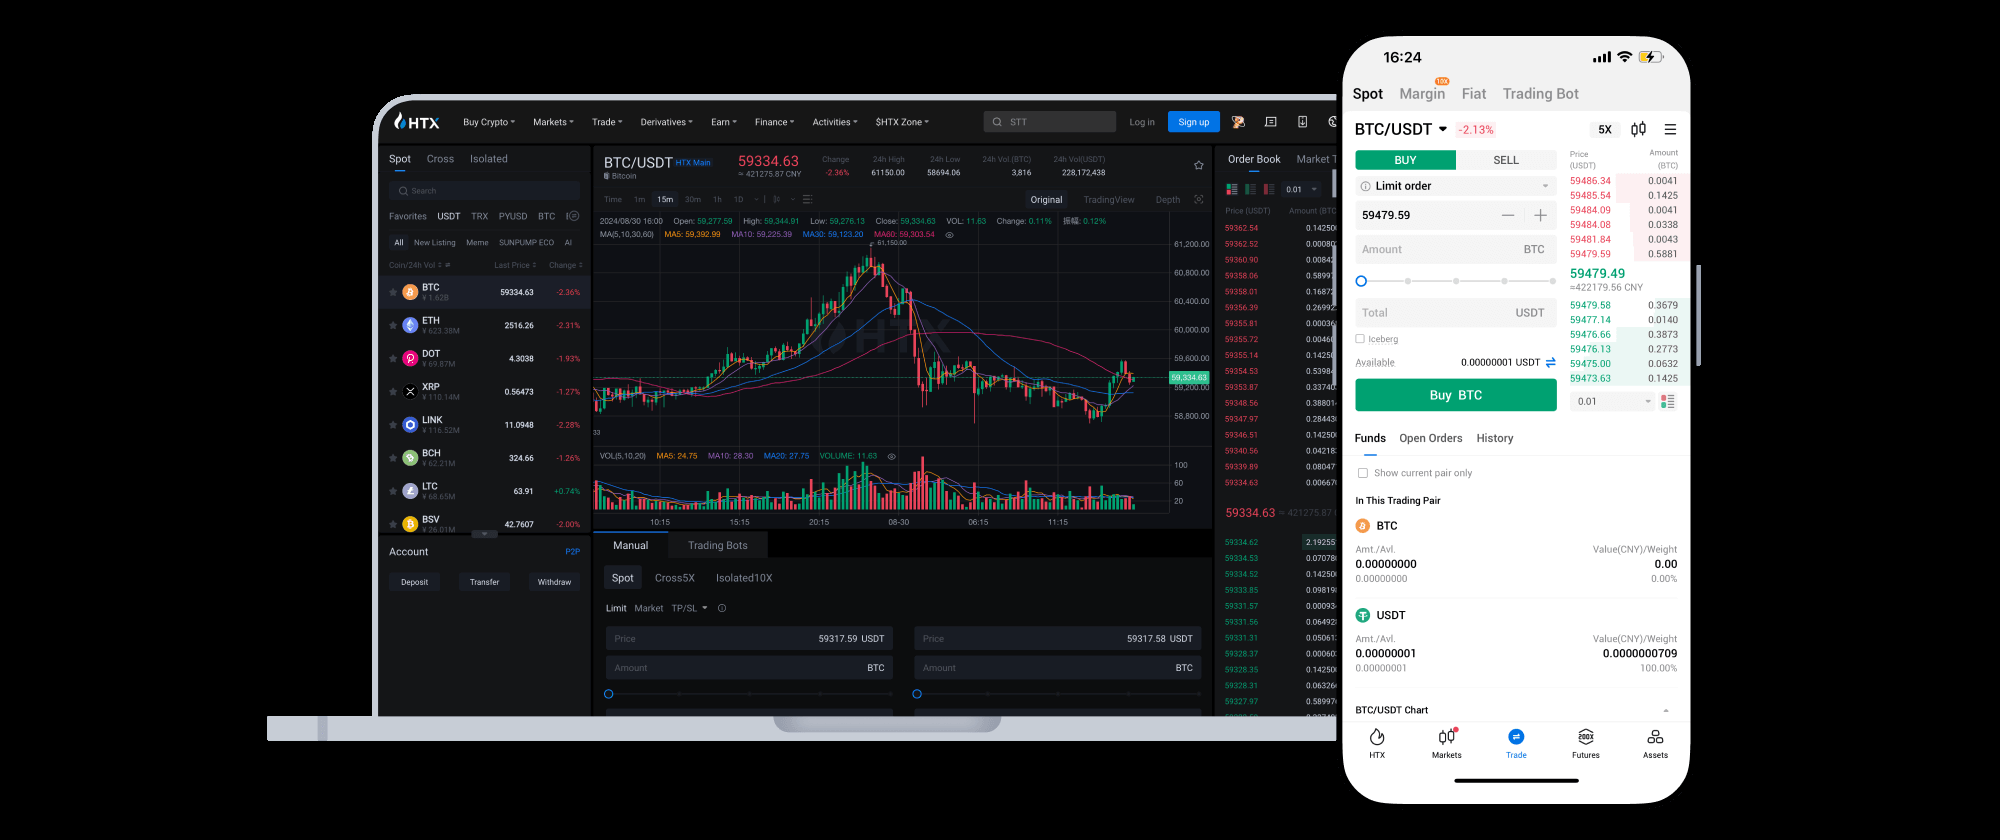 HTX
Buy Crypto
Markets
Trade
Derivatives
Earn
Finance
Activities
$HTX Zone
STT
Log in
Sign up
Spot Cross Isolated
Search
Favorites USDT TRX PYUSD BTC
All New Listing Meme SUNPUMP ECO AI
Coin/24h Vol Last Price Change
BTC 59334.63 -2.36%
¥ 1.62B
ETH 2516.26 -2.31%
¥ 623.38M
DOT 4.3038 -1.93%
¥ 69.87M
XRP 0.56473 -1.27%
¥ 110.14M
LINK 11.0948 -2.28%
¥ 116.52M
BCH 324.66 -1.26%
¥ 62.21M
LTC 63.91 +0.74%
¥ 68.65M
BSV 42.7607 -2.00%
¥ 26.01M
Account P2P
Deposit Transfer Withdraw
BTC/USDT HTX Main
Bitcoin
59334.63
≈ 421275.87 CNY
Change
-2.36%
24h High
61150.00
24h Low
58694.06
24h Vol (BTC)
3,816
24h Vol(USDT)
228,172,438
Time 1m 15m 30m 1h 1D
Original TradingView Depth
2024/08/30 16:00 Open: 59,277.59 High: 59,344.91 Low: 59,276.13 Close: 59,334.63 VOL: 11.63 Change: 0.11% 振幅: 0.12%
MA(5,10,30,60) MA5: 59,392.99 MA10: 59,225.39 MA30: 59,123.20 MA60: 59,303.54
61,150.00
61,200.00
60,800.00
60,400.00
60,000.00
59,600.00
59,334.63
59,200.00
58,800.00
HTX
33
VOL(5,10,20) MA5: 24.75 MA10: 28.30 MA20: 27.75 VOLUME: 11.63
100
60
20
10:15 15:15 20:15 08-30 06:15 11:15
Manual Trading Bots
Spot Cross5X Isolated10X
Limit Market TP/SL
Price 59317.59 USDT
Amount BTC
Price 59317.58 USDT
Amount BTC
Order Book Market T
0.01
Price (USDT) Amount (BTC
59362.54 0.14250
59362.52 0.00080
59360.90 0.00842
59358.06 0.58997
59358.01 0.16872
59356.39 0.26992
59355.81 0.00036
59355.72 0.00460
59355.14 0.14250
59354.53 0.53984
59353.87 0.33740
59348.56 0.38801
59347.97 0.28443
59346.51 0.14250
59340.56 0.04218
59339.89 0.08047
59334.63 0.00667
59334.63 ≈ 421275.87
59334.62 2.19255
59334.53 0.07078
59334.52 0.14250
59333.85 0.09819
59331.57 0.00093
59331.56 0.06492
59331.31 0.05061
59328.37 0.00060
59328.35 0.14250
59328.31 0.06326
59327.97 0.58997
16:24
Spot Margin Fiat Trading Bot
10X
BTC/USDT -2.13%
5X
BUY SELL
Limit order
59479.59
Amount BTC
Total USDT
Iceberg
Available 0.00000001 USDT
Buy BTC
Price Amount
(USDT) (BTC)
59486.34 0.0041
59485.54 0.1425
59484.09 0.0041
59484.08 0.0338
59481.84 0.0043
59479.59 0.5881
59479.49
≈422179.56 CNY
59479.58 0.3679
59477.14 0.0140
59476.66 0.3873
59476.13 0.2773
59475.00 0.0632
59473.63 0.1425
0.01
Funds Open Orders History
Show current pair only
In This Trading Pair
BTC
Amt./Avl. Value(CNY)/Weight
0.00000000 0.00
0.00000000 0.00%
USDT
Amt./Avl. Value(CNY)/Weight
0.00000001 0.0000000709
0.00000001 100.00%
BTC/USDT Chart
200X
HTX Markets Trade Futures Assets